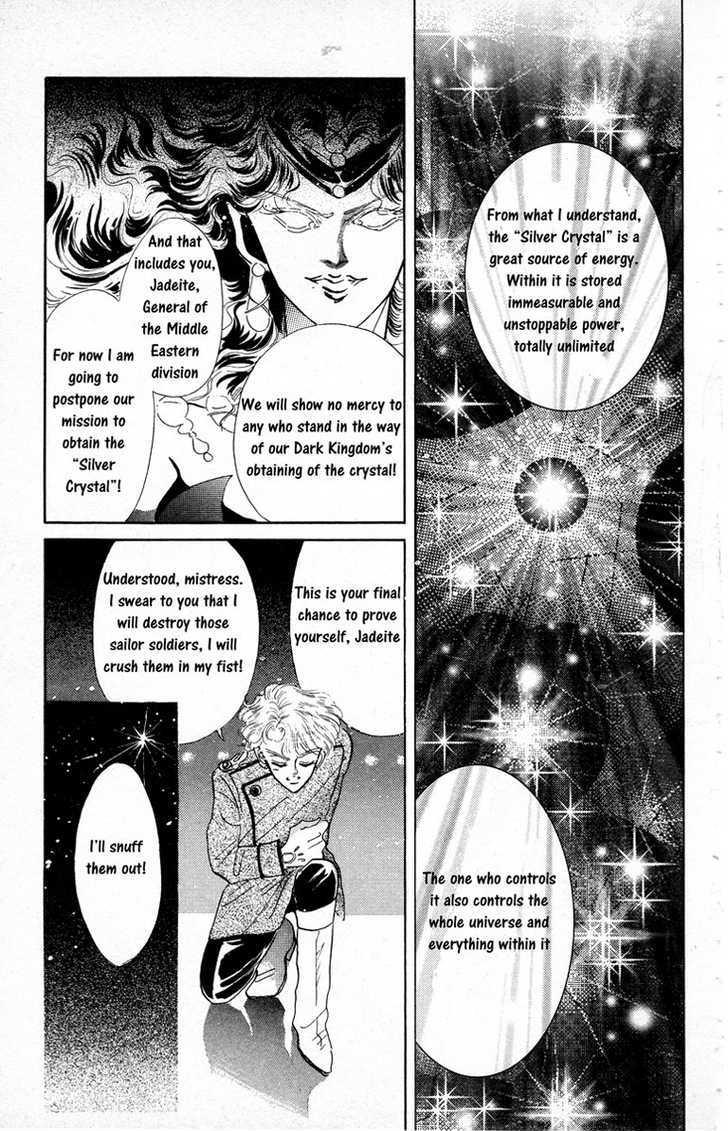 From what I understand,
the “Silver Crystal” is a
great source of energy.
Within it is stored
immeasurable and
unstoppable power,
totally unlimited
The one who controls
it also controls the
whole universe and
everything within it
We will show no mercy to
any who stand in the way
of our Dark Kingdom’s
obtaining of the crystal!
And that
includes you,
Jadeite,
General of
the Middle
Eastern
division
For now I am
going to
postpone our
mission to
obtain the
“Silver
Crystal”!
This is your final
chance to prove
yourself, Jadeite
Understood, mistress.
I swear to you that I
will destroy those
sailor soldiers, I will
crush them in my fist!
I’ll snuff
them out!